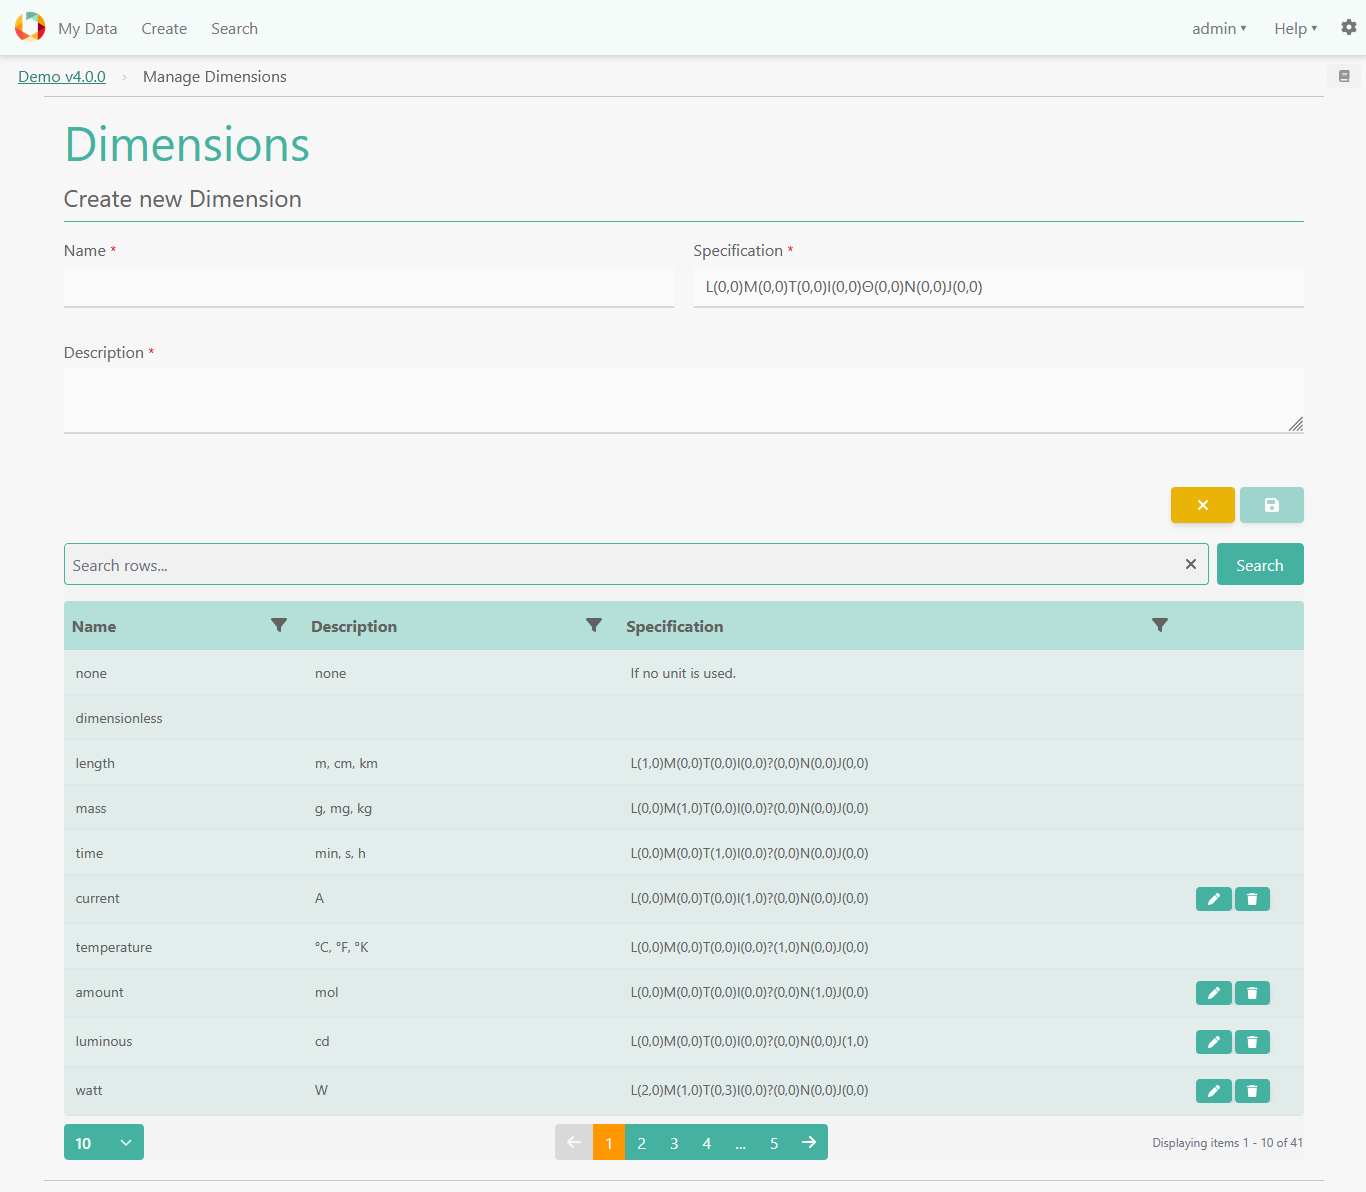 My Data Create Search admin Help
Demo v4.0.0 › Manage Dimensions
Dimensions
Create new Dimension
Name * Specification *
L(0,0)M(0,0)T(0,0)I(0,0)Θ(0,0)N(0,0)J(0,0)
Description *
Search rows... Search
Name Description Specification
none none If no unit is used.
dimensionless
length m, cm, km L(1,0)M(0,0)T(0,0)I(0,0)?(0,0)N(0,0)J(0,0)
mass g, mg, kg L(0,0)M(1,0)T(0,0)I(0,0)?(0,0)N(0,0)J(0,0)
time min, s, h L(0,0)M(0,0)T(1,0)I(0,0)?(0,0)N(0,0)J(0,0)
current A L(0,0)M(0,0)T(0,0)I(1,0)?(0,0)N(0,0)J(0,0)
temperature °C, °F, °K L(0,0)M(0,0)T(0,0)I(0,0)?(1,0)N(0,0)J(0,0)
amount mol L(0,0)M(0,0)T(0,0)I(0,0)?(0,0)N(1,0)J(0,0)
luminous cd L(0,0)M(0,0)T(0,0)I(0,0)?(0,0)N(0,0)J(1,0)
watt W L(2,0)M(1,0)T(0,3)I(0,0)?(0,0)N(0,0)J(0,0)
10 1 2 3 4 ... 5 Displaying items 1 - 10 of 41